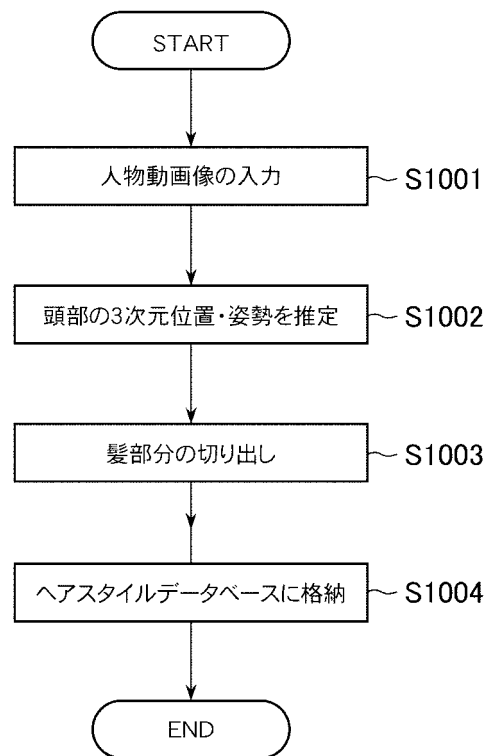 START
人物動画像の入力 S1001
頭部の3次元位置・姿勢を推定 S1002
髪部分の切り出し S1003
ヘアスタイルデータベースに格納 S1004
END